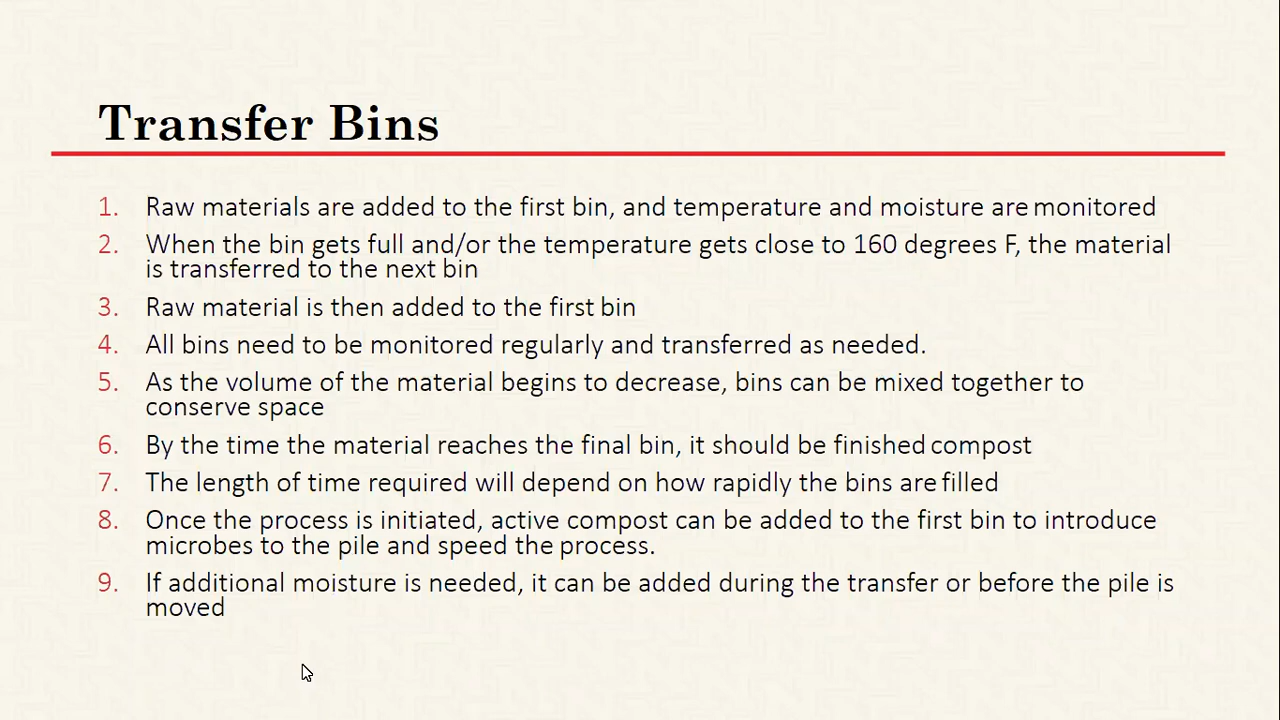 Transfer Bins
1. Raw materials are added to the first bin, and temperature and moisture are monitored
2. When the bin gets full and/or the temperature gets close to 160 degrees F, the material
is transferred to the next bin
3. Raw material is then added to the first bin
4. All bins need to be monitored regularly and transferred as needed.
5. As the volume of the material begins to decrease, bins can be mixed together to
conserve space
6. By the time the material reaches the final bin, it should be finished compost
7. The length of time required will depend on how rapidly the bins are filled
8. Once the process is initiated, active compost can be added to the first bin to introduce
microbes to the pile and speed the process.
9. If additional moisture is needed, it can be added during the transfer or before the pile is
moved